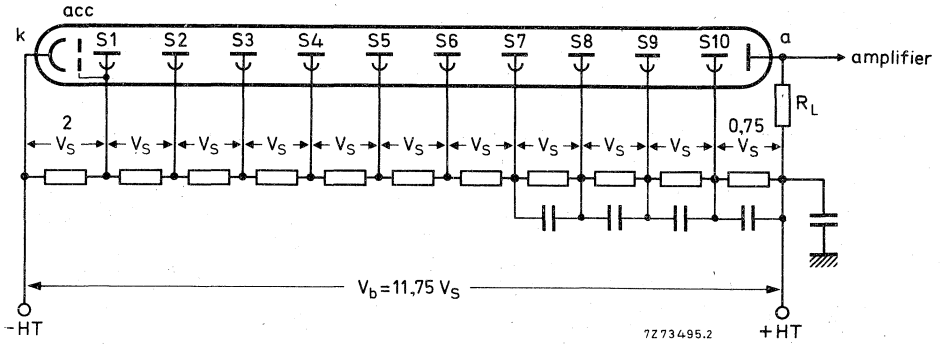 acc
k S1 S2 S3 S4 S5 S6 S7 S8 S9 S10 a
amplifier
R_L
2 0,75
V_S V_S V_S V_S V_S V_S V_S V_S V_S V_S V_S
V_b=11,75 V_S
-HT +HT
7Z73495.2